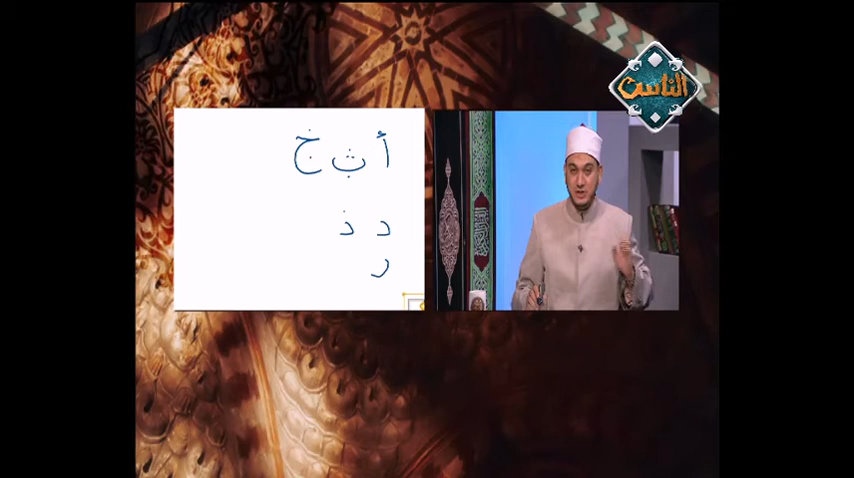 الناس
أ ث خ
د ذ
ر